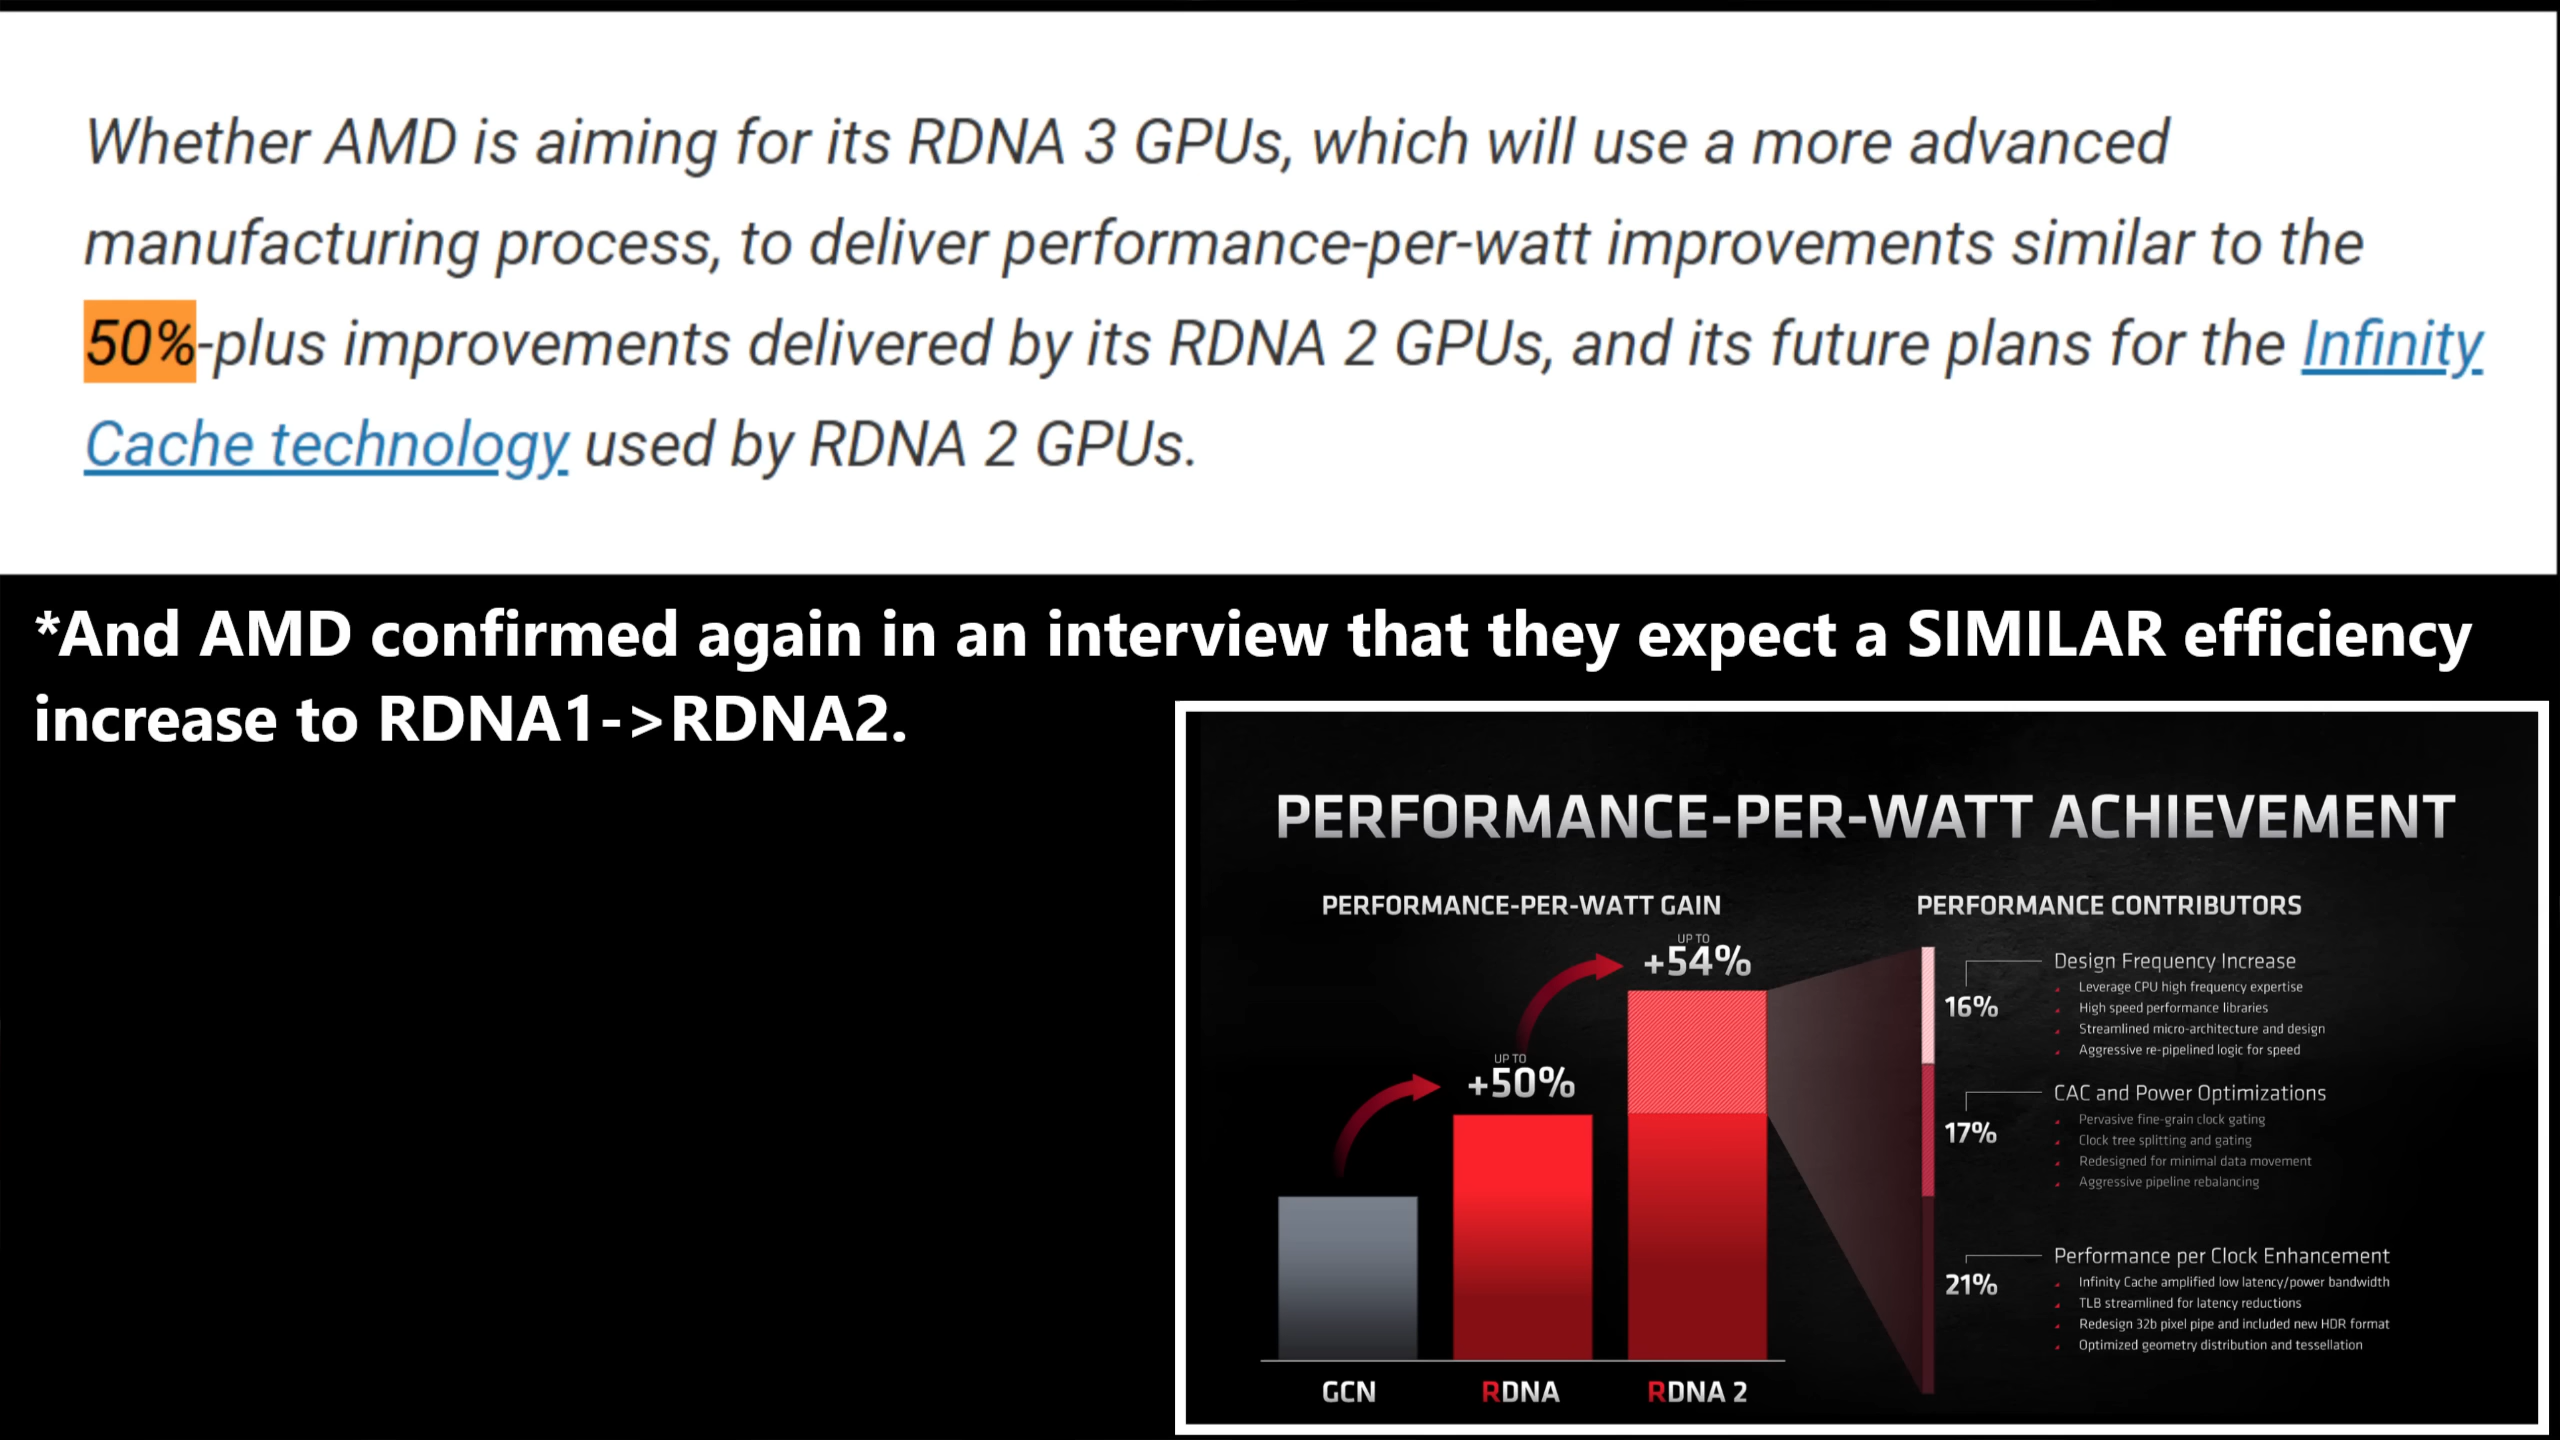 Whether AMD is aiming for its RDNA 3 GPUs, which will use a more advanced
manufacturing process, to deliver performance-per-watt improvements similar to the
50%-plus improvements delivered by its RDNA 2 GPUs, and its future plans for the Infinity
Cache technology used by RDNA 2 GPUs.
*And AMD confirmed again in an interview that they expect a SIMILAR efficiency
increase to RDNA1->RDNA2.
PERFORMANCE-PER-WATT ACHIEVEMENT
PERFORMANCE-PER-WATT GAIN
UP TO
+54%
UP TO
+50%
GCN
RDNA
RDNA 2
PERFORMANCE CONTRIBUTORS
16%
Design Frequency Increase
Leverage CPU high frequency expertise
High speed performance libraries
Streamlined micro-architecture and design
Aggressive re-pipelined logic for speed
17%
CAC and Power Optimizations
Pervasive fine-grain clock gating
Clock tree splitting and gating
Redesigned for minimal data movement
Aggressive pipeline rebalancing
21%
Performance per Clock Enhancement
Infinity Cache amplified low latency/power bandwidth
TLB streamlined for latency reductions
Redesign 32b pixel pipe and included new HDR format
Optimized geometry distribution and tessellation